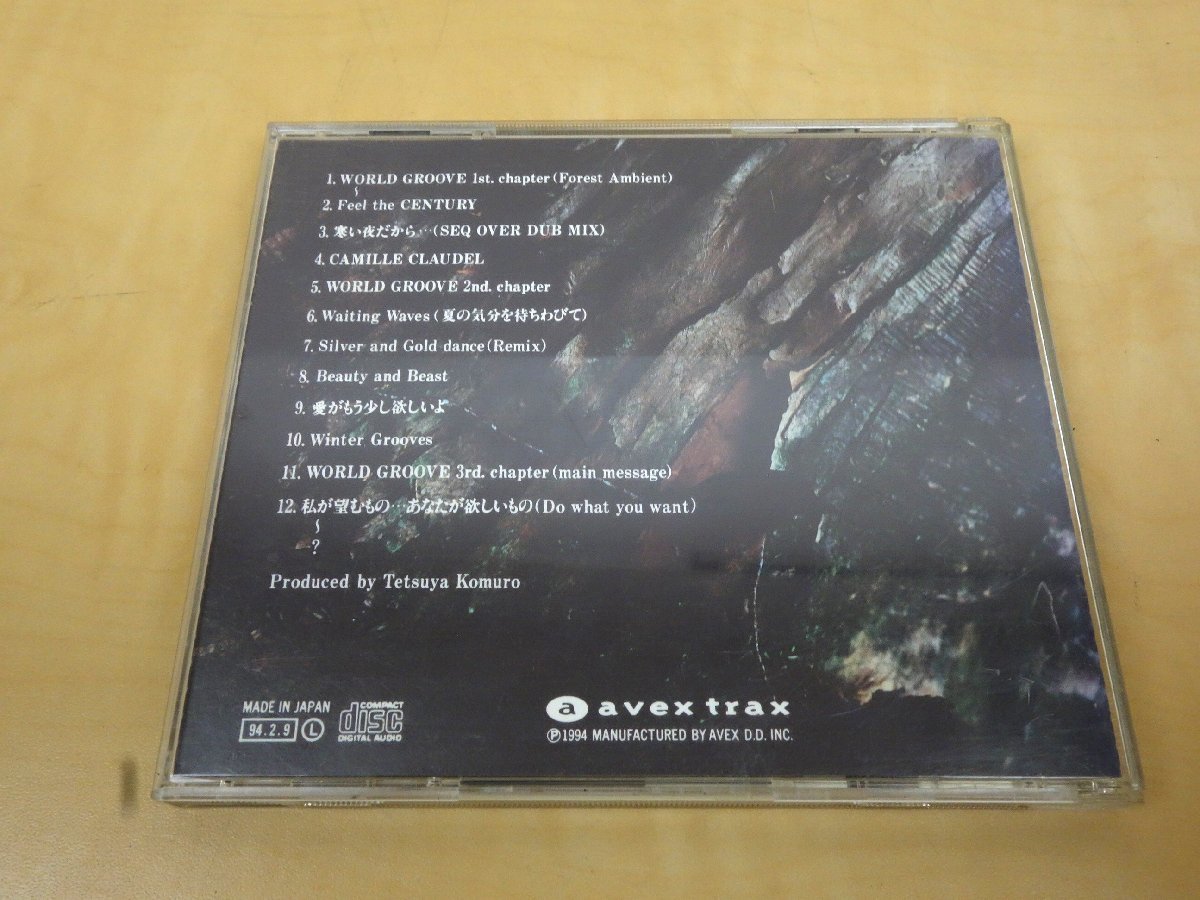 1. WORLD GROOVE 1st. chapter (Forest Ambient)
~
2. Feel the CENTURY
3. 寒い夜だから…(SEQ OVER DUB MIX)
4. CAMILLE CLAUDEL
5. WORLD GROOVE 2nd. chapter
6. Waiting Waves (夏の気分を待ちわびて)
7. Silver and Gold dance (Remix)
8. Beauty and Beast
9. 愛がもう少し欲しいよ
10. Winter Grooves
11. WORLD GROOVE 3rd. chapter (main message)
12. 私が望むもの…あなたが欲しいもの (Do what you want)
~
—?
Produced by Tetsuya Komuro
MADE IN JAPAN
94.2.9 L
COMPACT
disc
DIGITAL AUDIO
a avex trax
Ⓟ1994 MANUFACTURED BY AVEX D.D. INC.